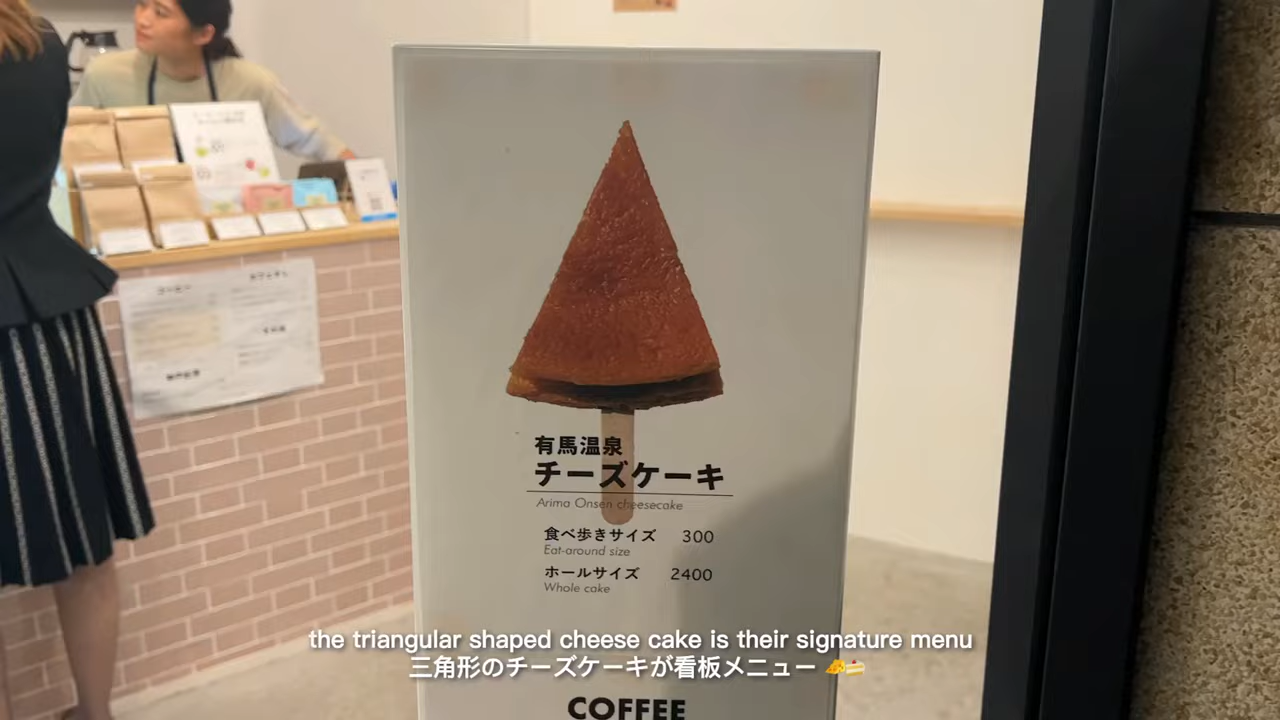 有馬温泉
チーズケーキ
Arima Onsen cheesecake
食べ歩きサイズ 300
Eat-around size
ホールサイズ 2400
Whole cake
the triangular shaped cheese cake is their signature menu
三角形のチーズケーキが看板メニュー 🧀🍰
COFFEE